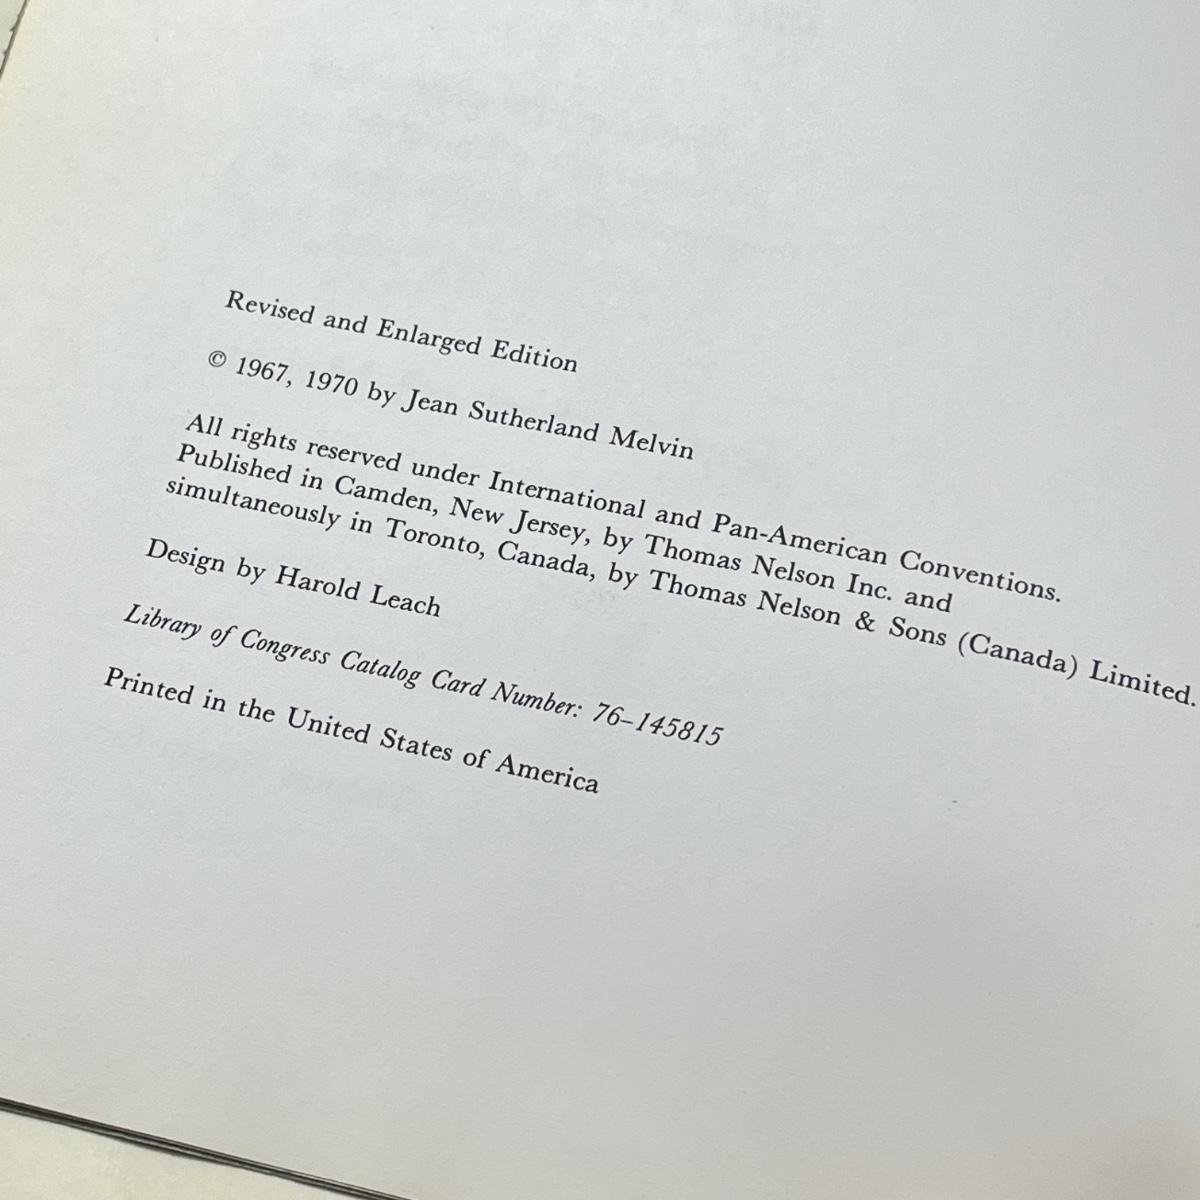 Revised and Enlarged Edition
© 1967, 1970 by Jean Sutherland Melvin
All rights reserved under International and Pan-American Conventions.
Published in Camden, New Jersey, by Thomas Nelson Inc. and
simultaneously in Toronto, Canada, by Thomas Nelson & Sons (Canada) Limited.
Design by Harold Leach
Library of Congress Catalog Card Number: 76–145815
Printed in the United States of America